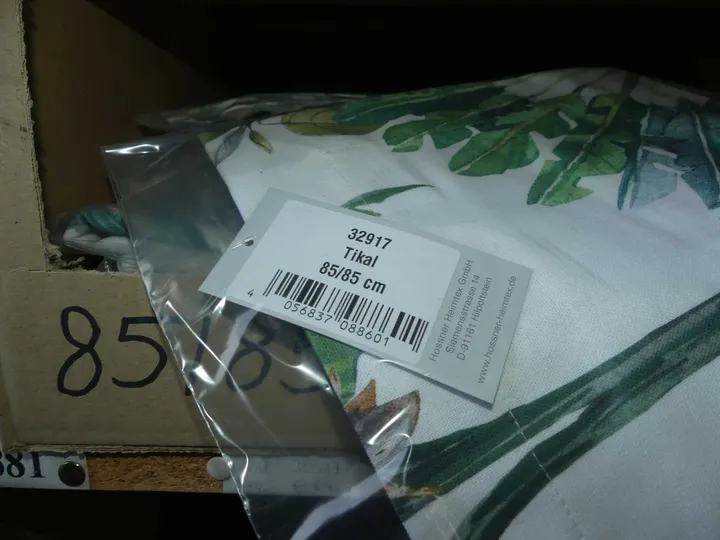 32917
Tikal
85/85 cm
4 056837 088601
Hossner Heimtex GmbH
Siemensstrasse 14
D-91161 Hilpoltstein
www.hossner-heimtex.de
85/85
381